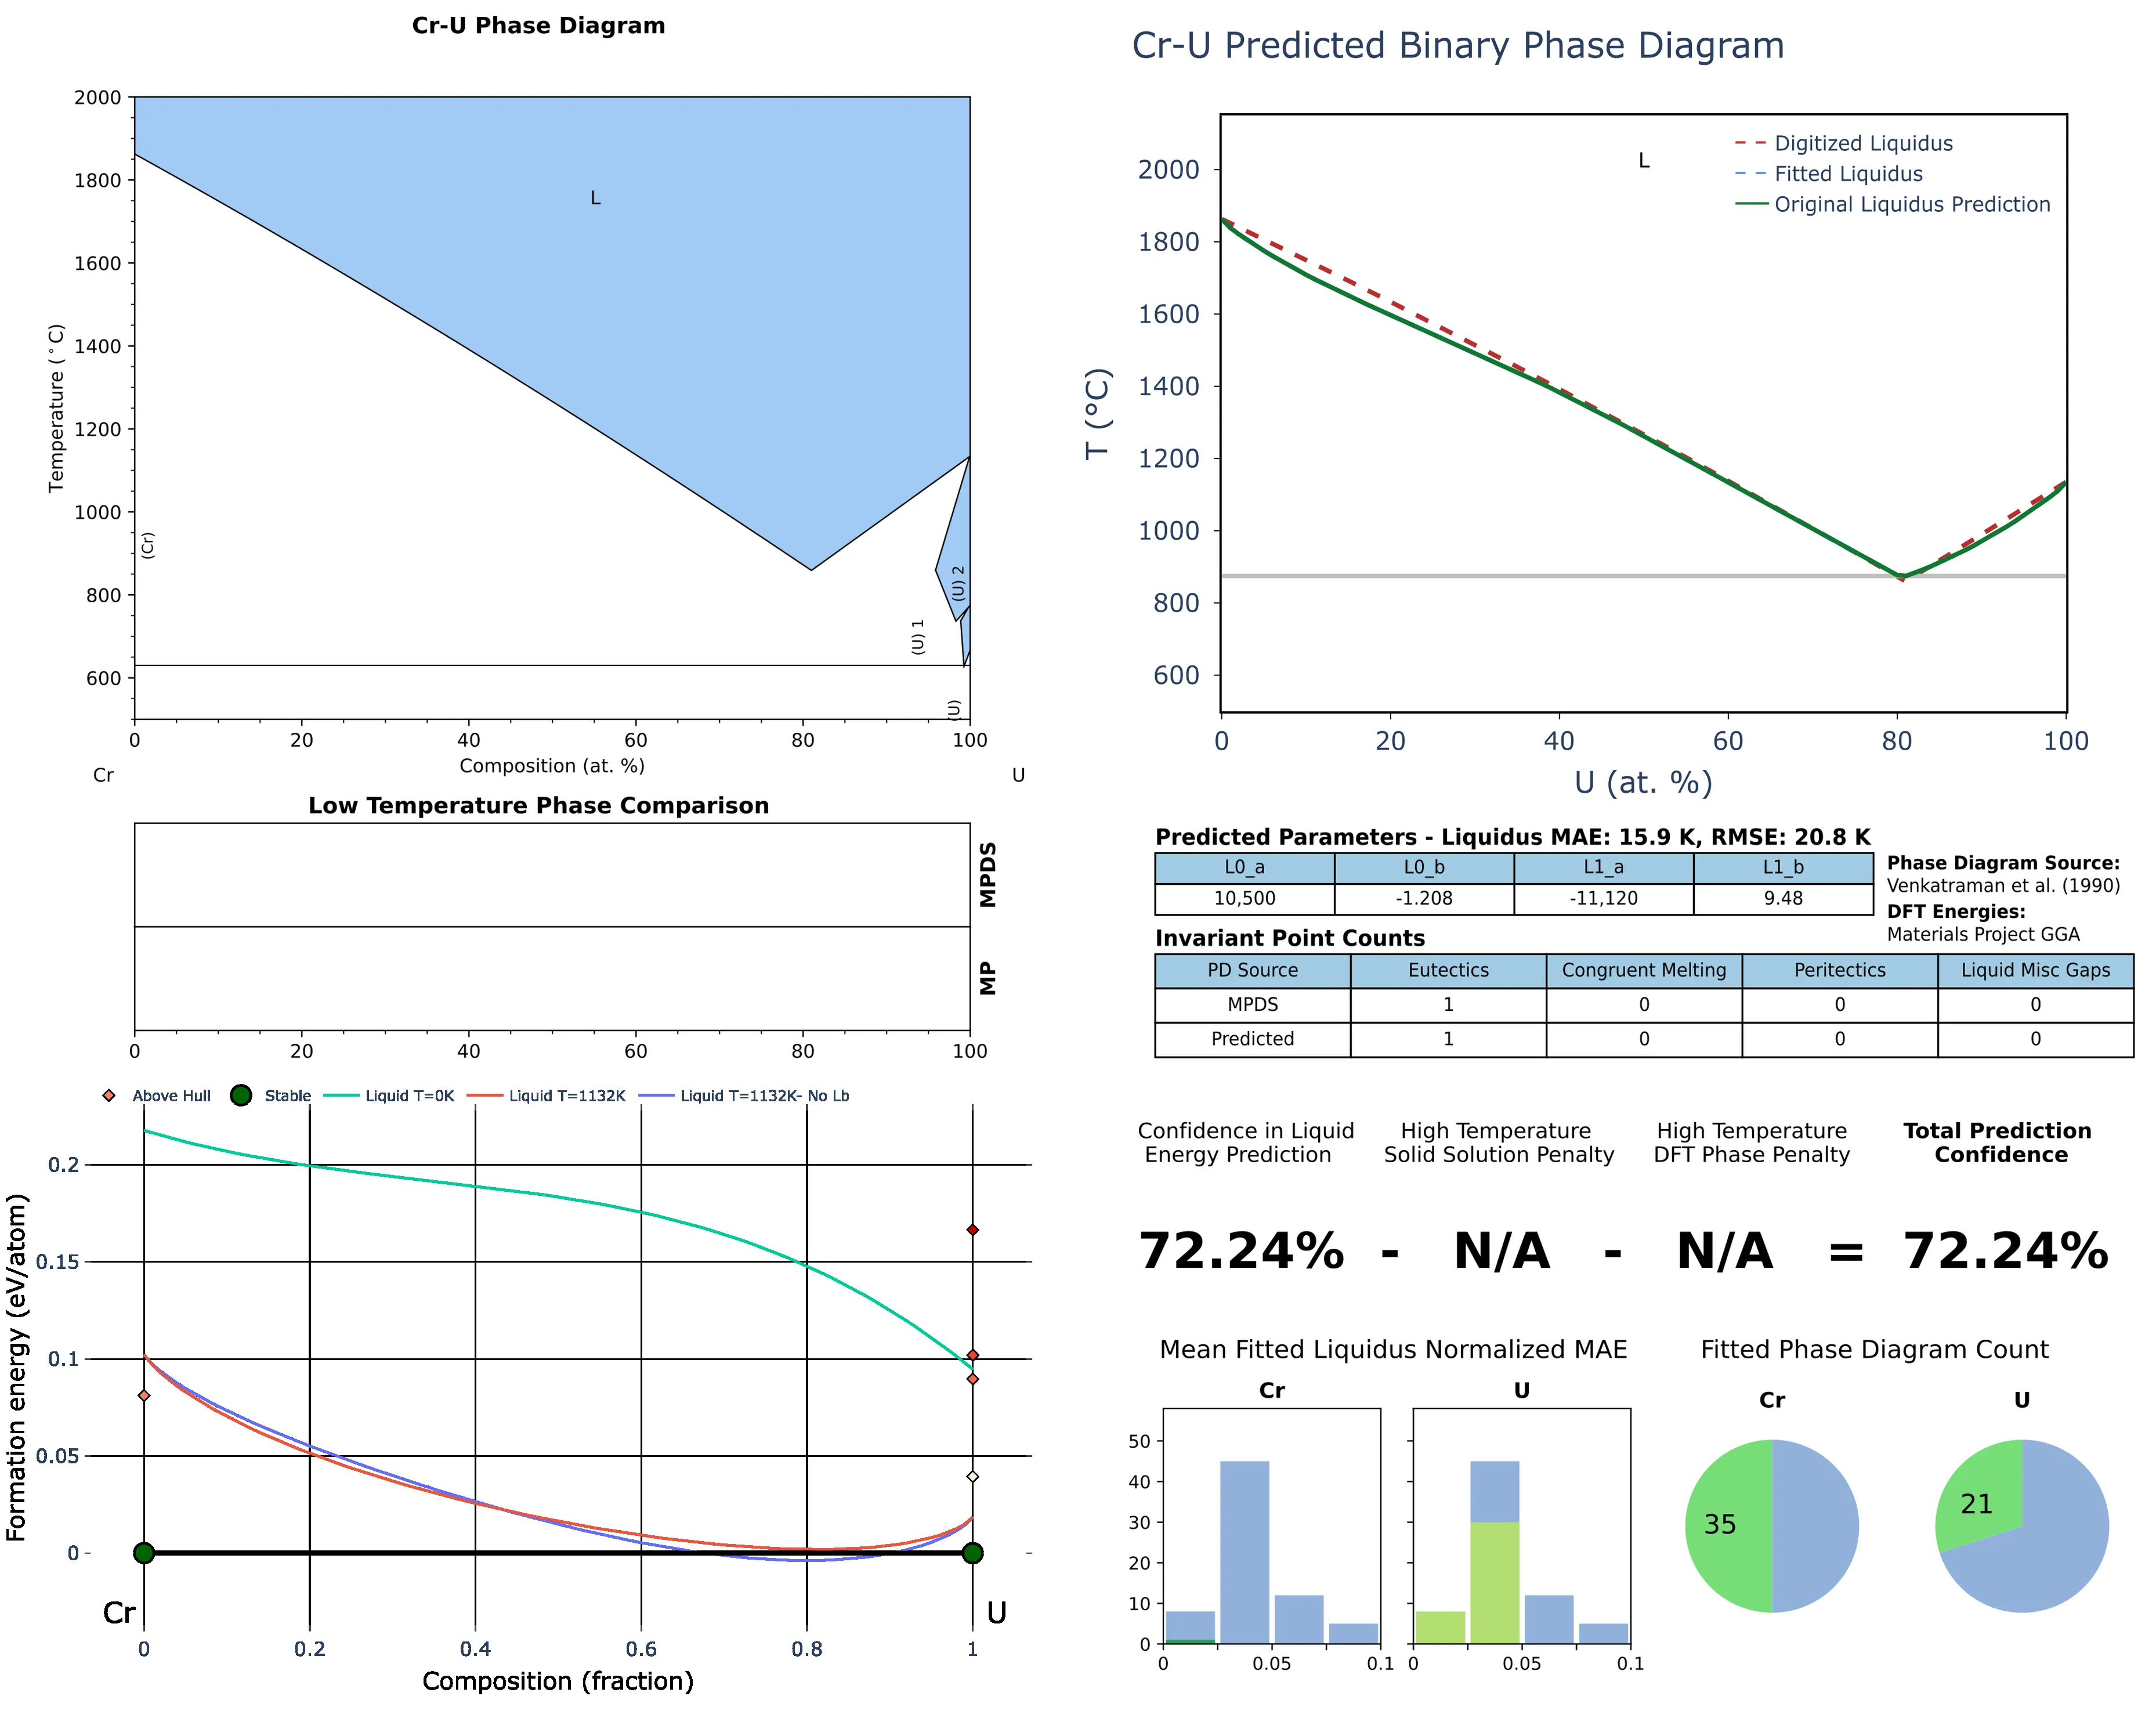 Cr-U Phase Diagram
2000
1800
1600
1400
1200
1000
800
600
Temperature (°C)
L
(Cr)
(U) 1
(U) 2
(U)
0 20 40 60 80 100
Composition (at. %)
Cr U
Low Temperature Phase Comparison
MPDS
MP
0 20 40 60 80 100
Above Hull Stable Liquid T=0K Liquid T=1132K Liquid T=1132K- No Lb
0.2
0.15
0.1
0.05
0
Formation energy (eV/atom)
Cr U
0 0.2 0.4 0.6 0.8 1
Composition (fraction)
Cr-U Predicted Binary Phase Diagram
L
Digitized Liquidus
Fitted Liquidus
Original Liquidus Prediction
2000
1800
1600
1400
1200
1000
800
600
T (°C)
0 20 40 60 80 100
U (at. %)
Predicted Parameters - Liquidus MAE: 15.9 K, RMSE: 20.8 K
L0_a L0_b L1_a L1_b
10,500 -1.208 -11,120 9.48
Phase Diagram Source:
Venkatraman et al. (1990)
DFT Energies:
Materials Project GGA
Invariant Point Counts
PD Source Eutectics Congruent Melting Peritectics Liquid Misc Gaps
MPDS 1 0 0 0
Predicted 1 0 0 0
Confidence in Liquid Energy Prediction
High Temperature Solid Solution Penalty
High Temperature DFT Phase Penalty
Total Prediction Confidence
72.24% - N/A - N/A = 72.24%
Mean Fitted Liquidus Normalized MAE
Cr U
50
40
30
20
10
0
0 0.05 0.1 0 0.05 0.1
Fitted Phase Diagram Count
Cr U
35 21